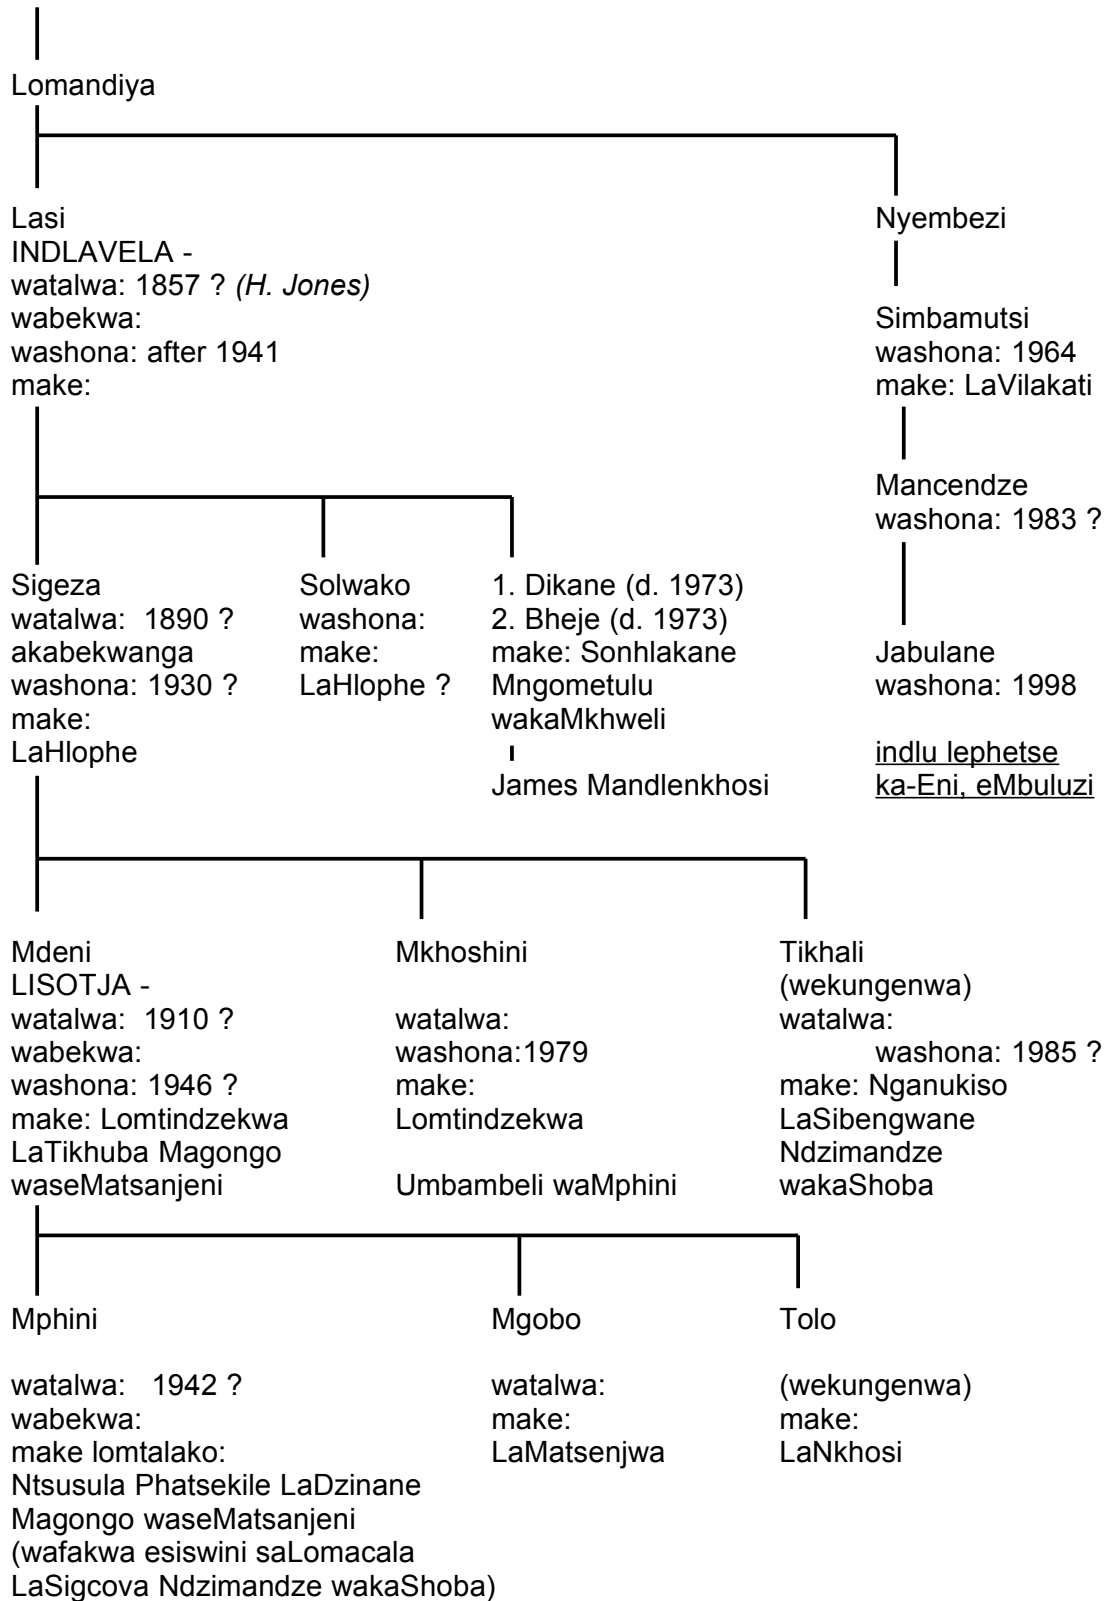 Lomandiya
Lasi
INDLAVELA -
watalwa: 1857 ? (H. Jones)
wabekwa:
washona: after 1941
make:
Nyembezi
Simbamutsi
washona: 1964
make: LaVilakati
Mancendze
washona: 1983 ?
Jabulane
washona: 1998
indlu lephetse
ka-Eni, eMbuluzi
Sigeza
watalwa:  1890 ?
akabekwanga
washona: 1930 ?
make:
LaHlophe
Solwako
washona:
make:
LaHlophe ?
1. Dikane (d. 1973)
2. Bheje (d. 1973)
make: Sonhlakane
Mngometulu
wakaMkhweli
James Mandlenkhosi
Mdeni
LISOTJA -
watalwa:  1910 ?
wabekwa:
washona: 1946 ?
make: Lomtindzekwa
LaTikhuba Magongo
waseMatsanjeni
Mkhoshini
watalwa:
washona:1979
make:
Lomtindzekwa
Umbambeli waMphini
Tikhali
(wekungenwa)
watalwa:
washona: 1985 ?
make: Nganukiso
LaSibengwane
Ndzimandze
wakaShoba
Mphini
watalwa:   1942 ?
wabekwa:
make lomtalako:
Ntsusula Phatsekile LaDzinane
Magongo waseMatsanjeni
(wafakwa esiswini saLomacala
LaSigcova Ndzimandze wakaShoba)
Mgobo
watalwa:
make:
LaMatsenjwa
Tolo
(wekungenwa)
make:
LaNkhosi